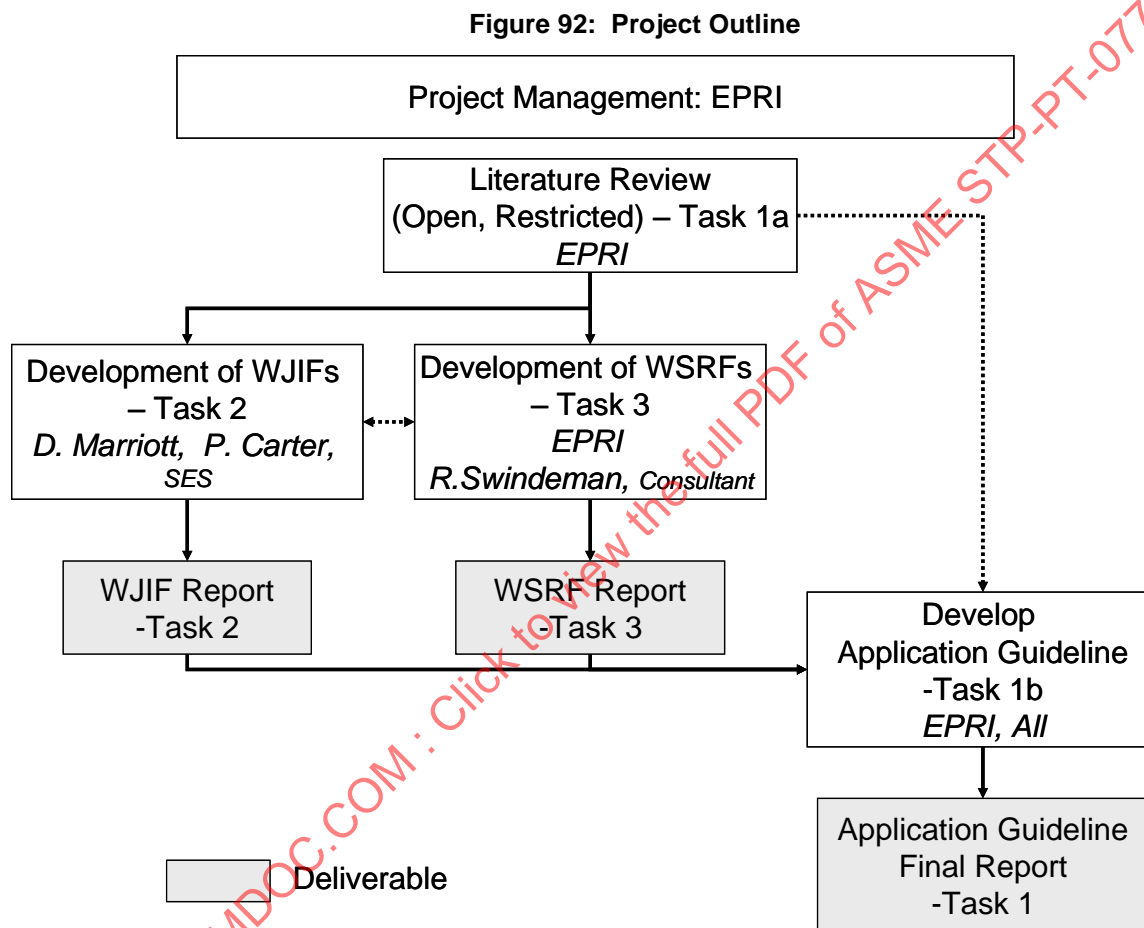 Figure 92: Project Outline
Project Management: EPRI
Literature Review
(Open, Restricted) – Task 1a
EPRI
Development of WJIFs
– Task 2
D. Marriott, P. Carter,
SES
Development of WSRFs
– Task 3
EPRI
R.Swindeman, Consultant
WJIF Report
-Task 2
WSRF Report
-Task 3
Develop
Application Guideline
-Task 1b
EPRI, All
Application Guideline
Final Report
-Task 1
Deliverable
MDOC.COM : Click to view the full PDF of ASME STP-PT-077